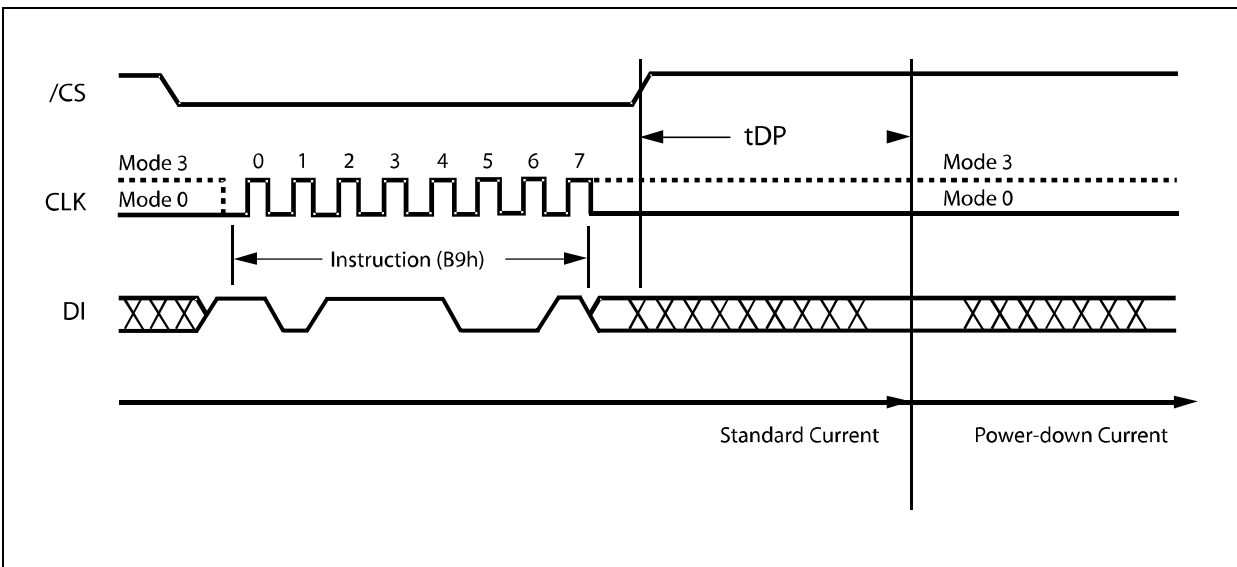 /CS
tDP
Mode 3
0 1 2 3 4 5 6 7
Mode 3
CLK
Mode 0
Mode 0
Instruction (B9h)
DI
Standard Current
Power-down Current